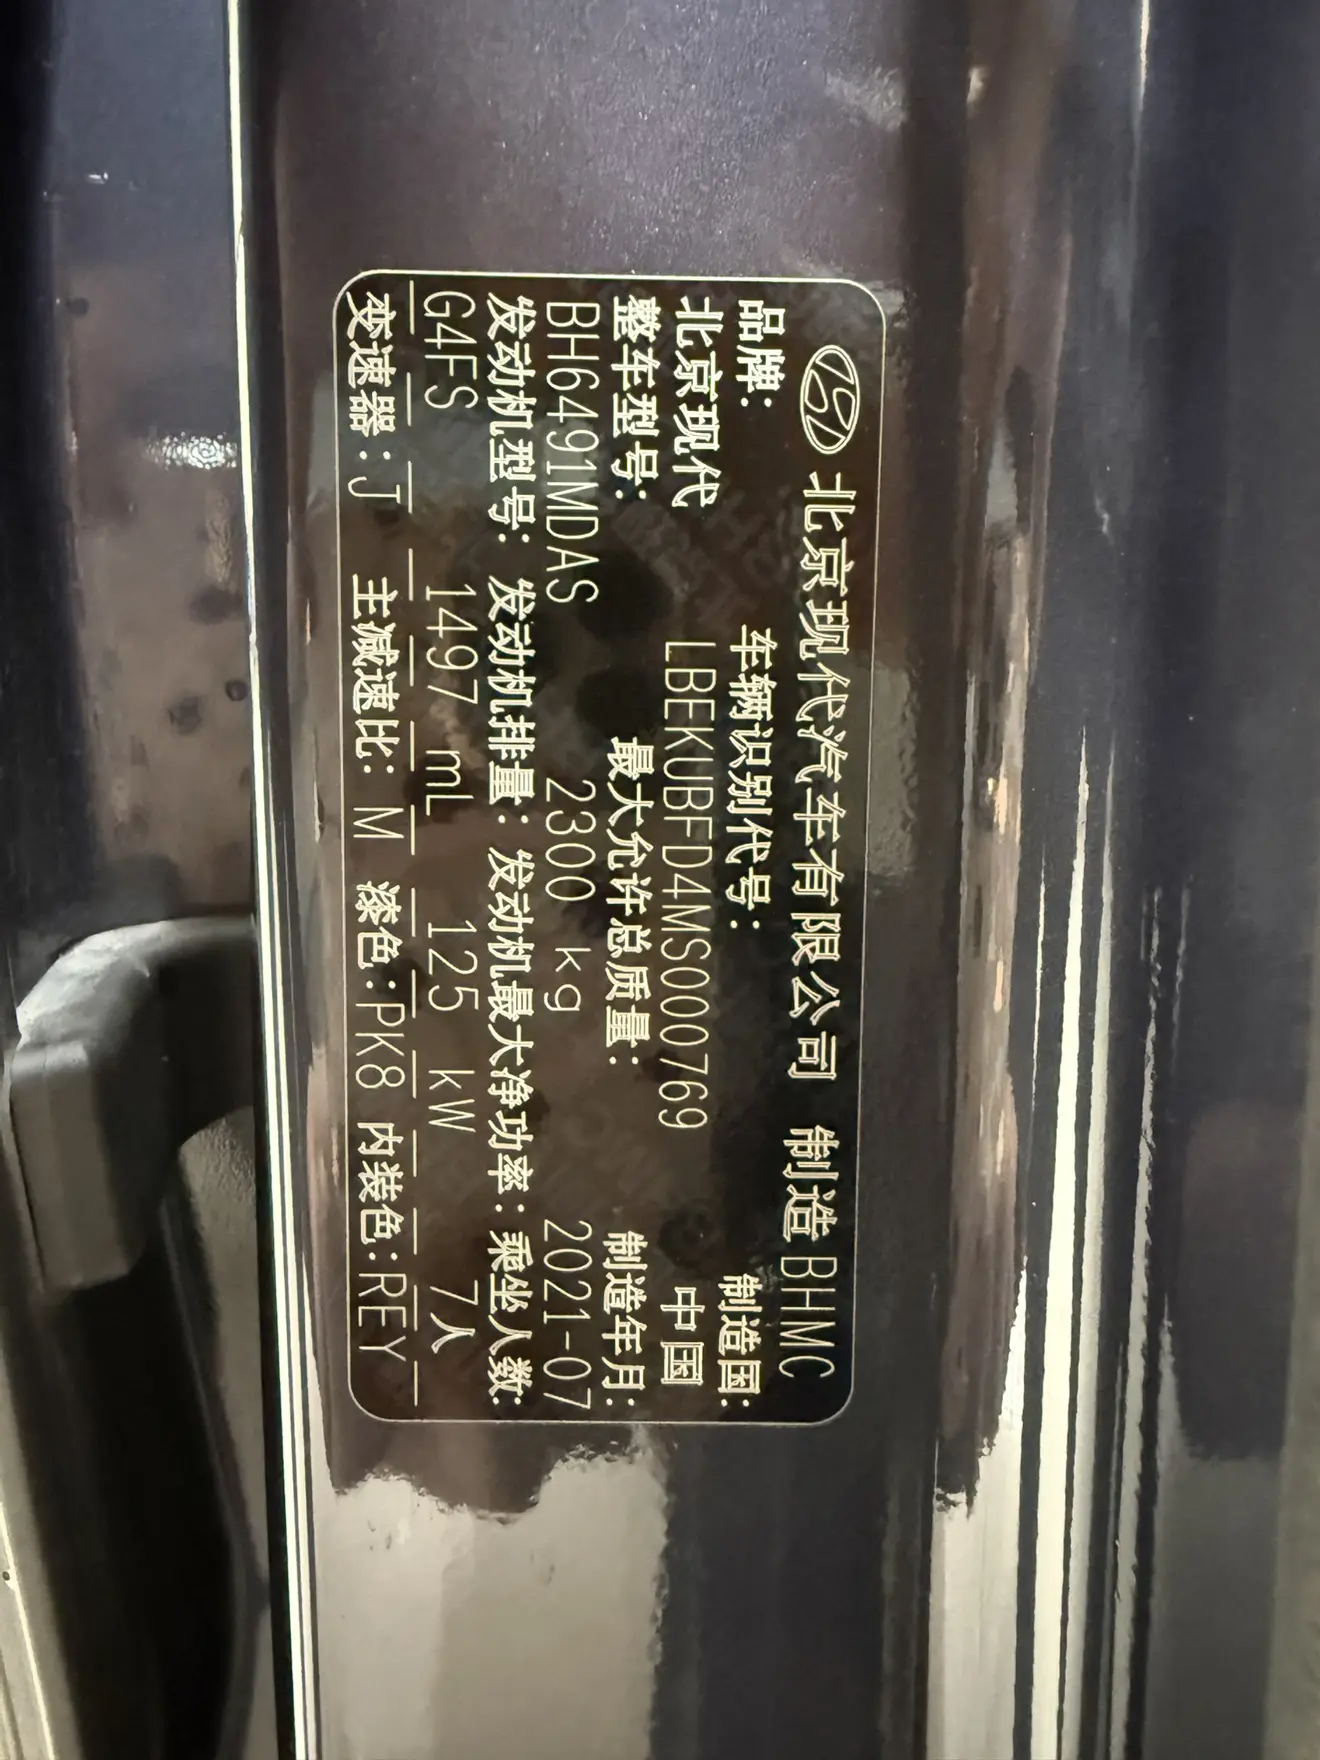 北京现代汽车有限公司 制造 BHMC
品牌: 车辆识别代号: 制造国:
北京现代 LBEKUBFD4MS000769 中国
整车型号: 最大允许总质量: 制造年月:
BH6491MDAS 2300 kg 2021-07
发动机型号: 发动机排量: 发动机最大净功率: 乘坐人数:
G4FS 1497 mL 125 kW 7人
变速器:J 主减速比: M 漆色:PK8 内装色:REY